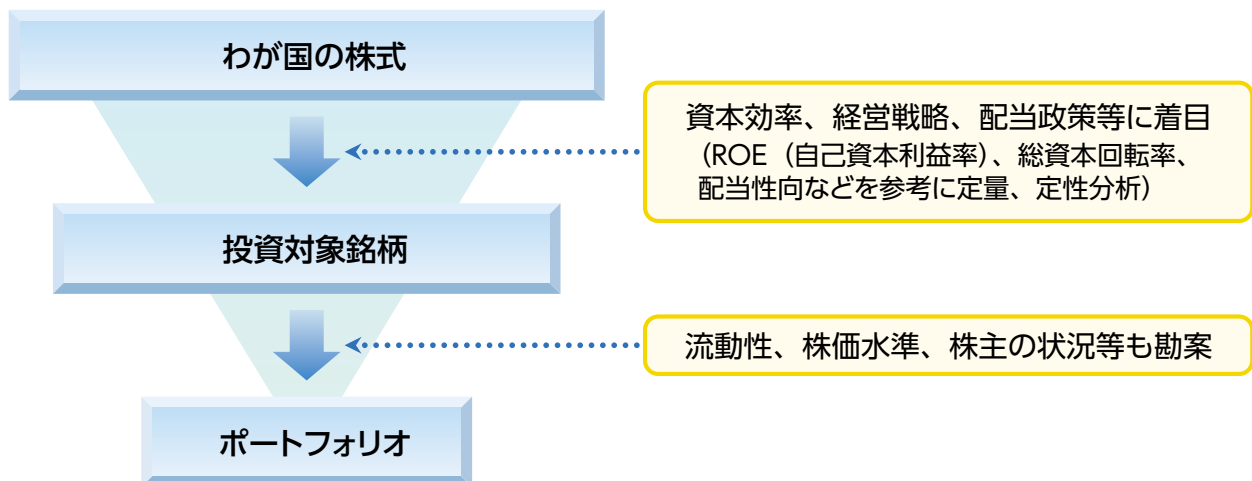 わが国の株式
資本効率、経営戦略、配当政策等に着目
（ROE（自己資本利益率）、総資本回転率、
配当性向などを参考に定量、定性分析）
投資対象銘柄
流動性、株価水準、株主の状況等も勘案
ポートフォリオ